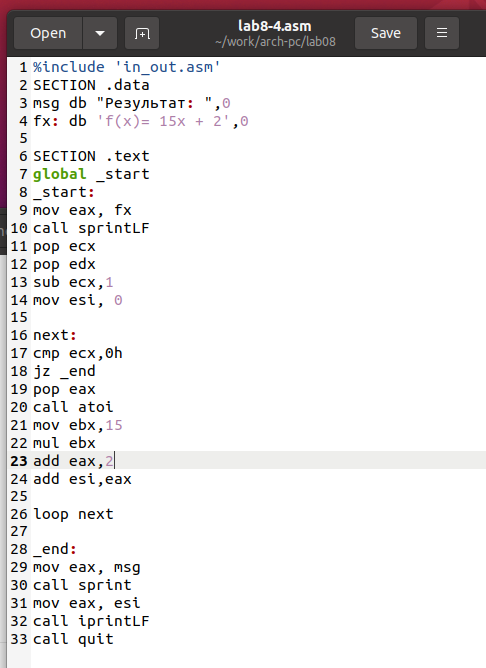 Open
lab8-4.asm
~/work/arch-pc/lab08
Save
1 %include 'in_out.asm'
2 SECTION .data
3 msg db "Результат: ",0
4 fx: db 'f(x)= 15x + 2',0
5
6 SECTION .text
7 global _start
8 _start:
9 mov eax, fx
10 call sprintLF
11 pop ecx
12 pop edx
13 sub ecx,1
14 mov esi, 0
15
16 next:
17 cmp ecx,0h
18 jz _end
19 pop eax
20 call atoi
21 mov ebx,15
22 mul ebx
23 add eax,2
24 add esi,eax
25
26 loop next
27
28 _end:
29 mov eax, msg
30 call sprint
31 mov eax, esi
32 call iprintLF
33 call quit